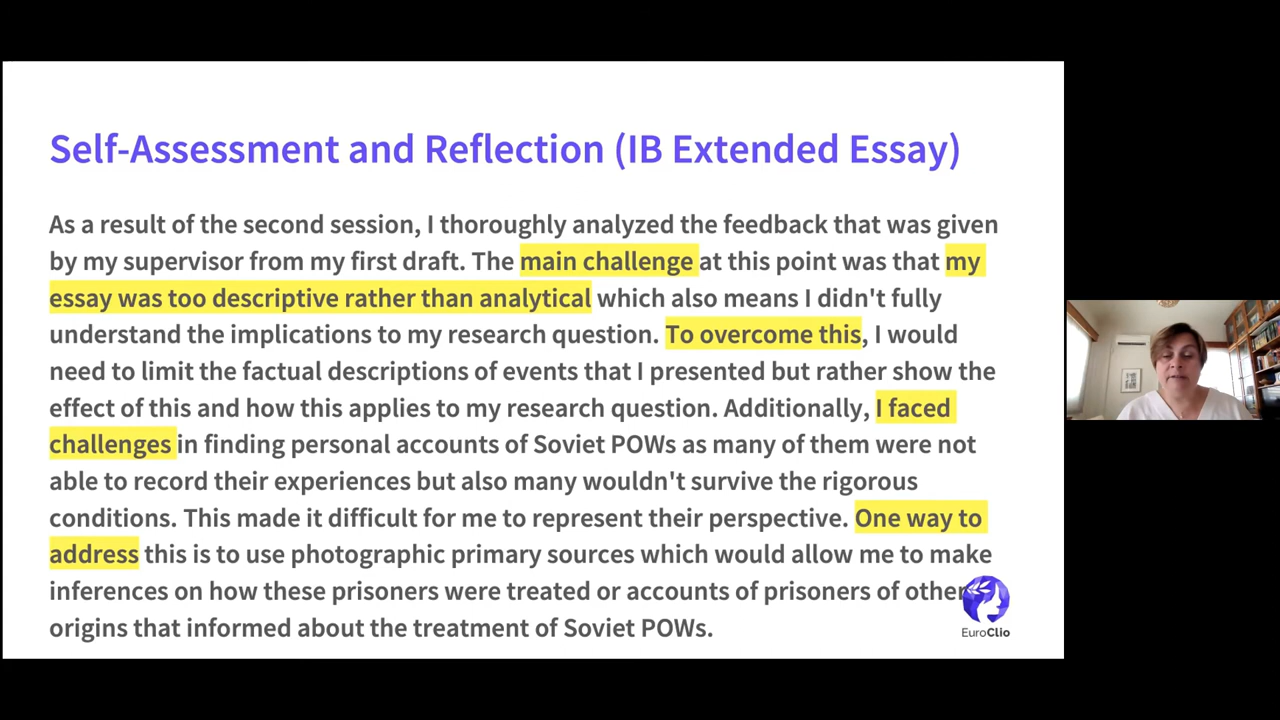 Self-Assessment and Reflection (IB Extended Essay)
As a result of the second session, I thoroughly analyzed the feedback that was given
by my supervisor from my first draft. The main challenge at this point was that my
essay was too descriptive rather than analytical which also means I didn't fully
understand the implications to my research question. To overcome this, I would
need to limit the factual descriptions of events that I presented but rather show the
effect of this and how this applies to my research question. Additionally, I faced
challenges in finding personal accounts of Soviet POWs as many of them were not
able to record their experiences but also many wouldn't survive the rigorous
conditions. This made it difficult for me to represent their perspective. One way to
address this is to use photographic primary sources which would allow me to make
inferences on how these prisoners were treated or accounts of prisoners of other
origins that informed about the treatment of Soviet POWs.
EuroClio